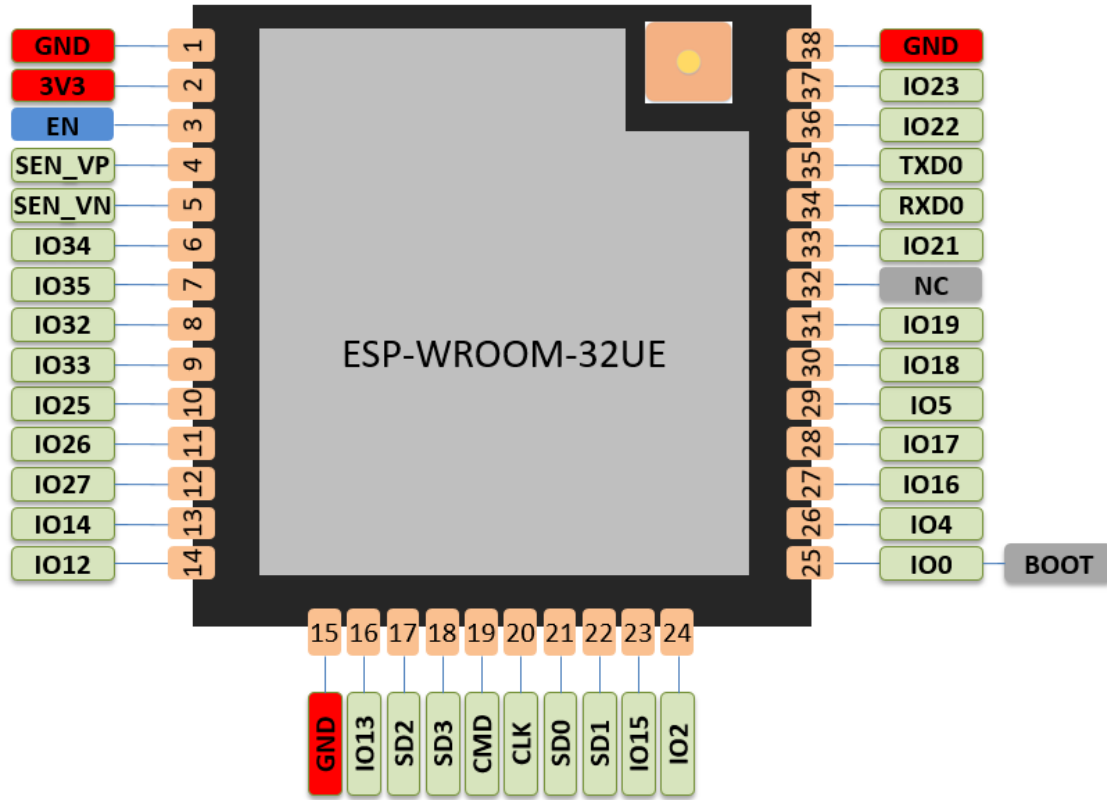 GND 1 38 GND
3V3 2 37 IO23
EN 3 36 IO22
SEN_VP 4 35 TXD0
SEN_VN 5 34 RXD0
IO34 6 33 IO21
IO35 7 32 NC
IO32 8 31 IO19
ESP-WROOM-32UE
IO33 9 30 IO18
IO25 10 29 IO5
IO26 11 28 IO17
IO27 12 27 IO16
IO14 13 26 IO4
IO12 14 25 IO0 BOOT
15 16 17 18 19 20 21 22 23 24
GND IO13 SD2 SD3 CMD CLK SD0 SD1 IO15 IO2